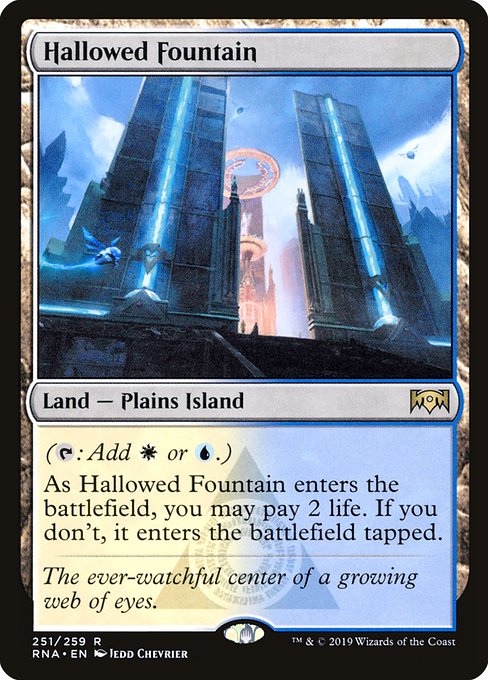 Hallowed Fountain
Land — Plains Island
(: Add or .)
As Hallowed Fountain enters the
battlefield, you may pay 2 life. If you
don't, it enters the battlefield tapped.
The ever-watchful center of a growing
web of eyes.
251/259 R
RNA • EN Jedd Chevrier
™ & © 2019 Wizards of the Coast